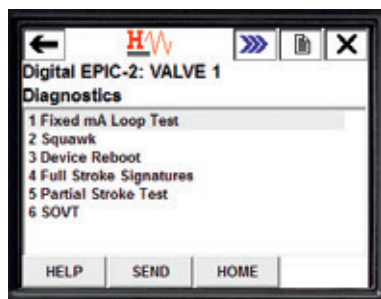 H
Digital EPIC-2: VALVE 1
Diagnostics
1 Fixed mA Loop Test
2 Squawk
3 Device Reboot
4 Full Stroke Signatures
5 Partial Stroke Test
6 SOVT
HELP SEND HOME